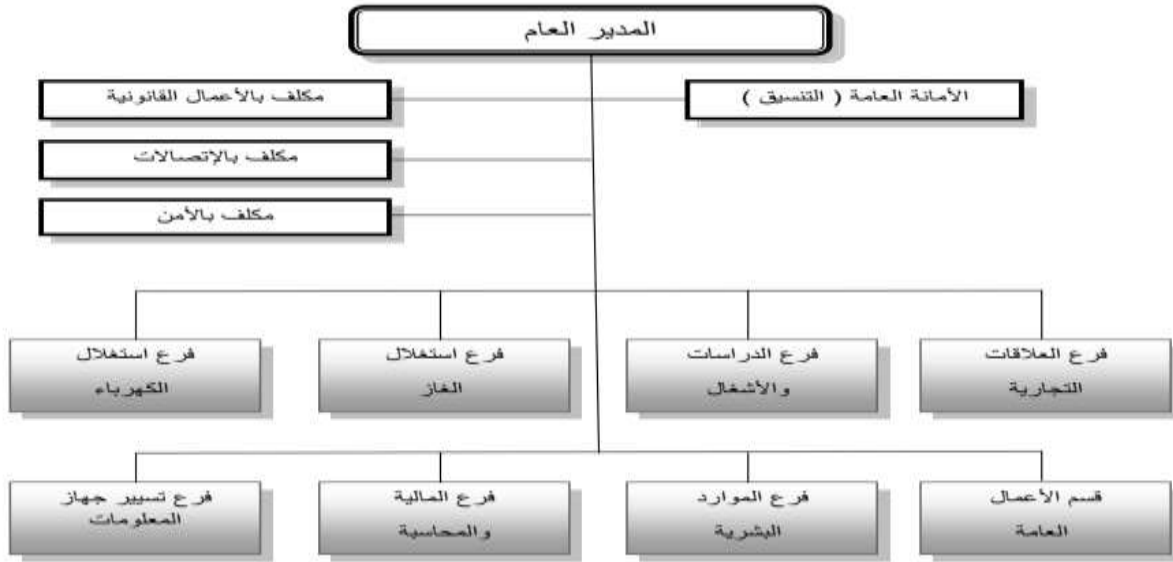 المدير العام
الأمانة العامة ( التنسيق )
مكلف بالأعمال القانونية
مكلف بالإتصالات
مكلف بالأمن
فرع العلاقات
التجارية
فرع الدراسات
والأشغال
فرع استغلال
الغاز
فرع استغلال
الكهرباء
قسم الأعمال
العامة
فرع الموارد
البشرية
فرع المالية
والمحاسبة
فرع تسيير جهاز
المعلومات